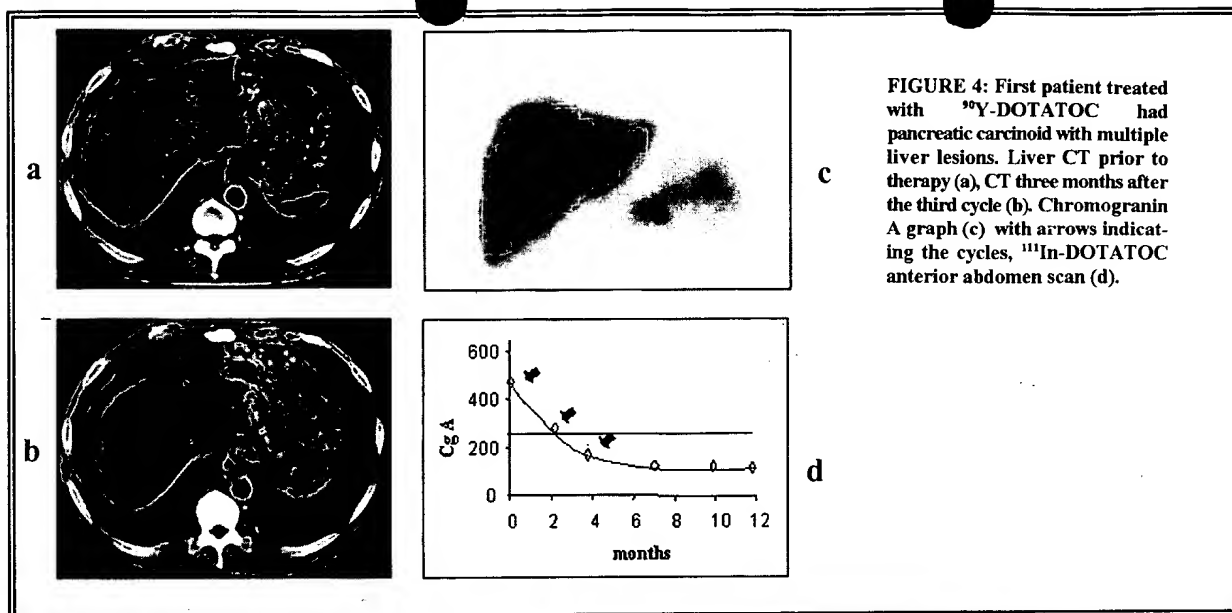 a
c
FIGURE 4: First patient treated
with ⁹⁰Y-DOTATOC had
pancreatic carcinoid with multiple
liver lesions. Liver CT prior to
therapy (a), CT three months after
the third cycle (b). Chromogranin
A graph (c) with arrows indicat-
ing the cycles, ¹¹¹In-DOTATOC
anterior abdomen scan (d).
b
d
600
400
200
0
Cg A
0 2 4 6 8 10 12
months